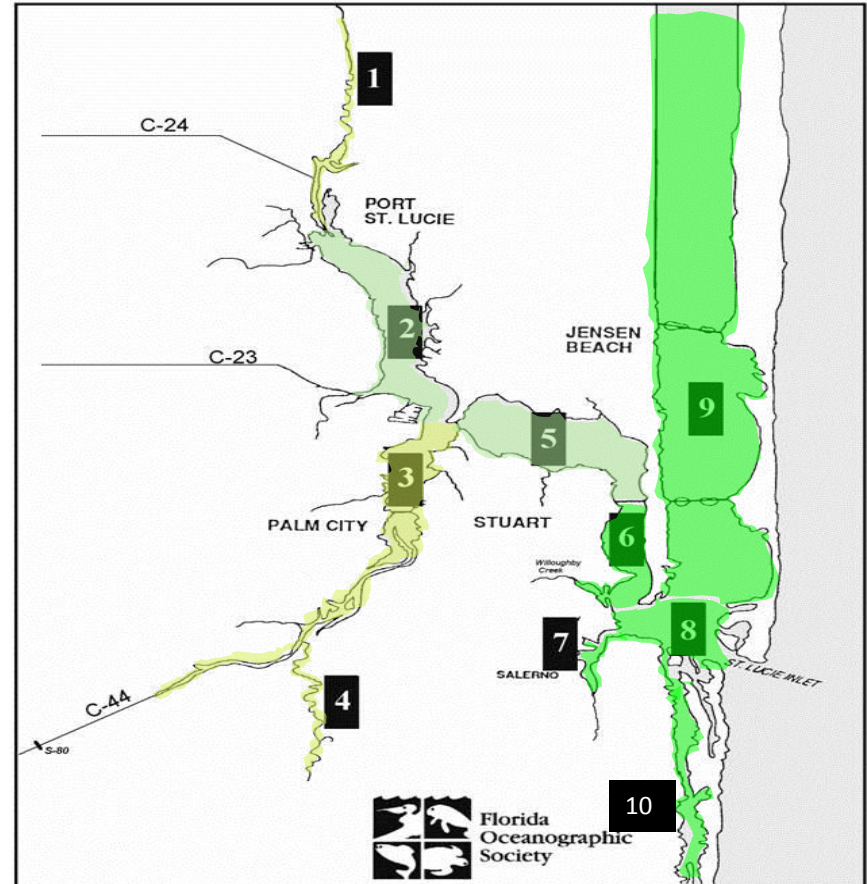 1
C-24
PORT
ST. LUCIE
2
JENSEN
BEACH
C-23
9
5
3
PALM CITY
STUART
6
Willoughby
Creek
7
8
SALERNO
ST. LUCIE INLET
4
C-44
S-80
10
Florida
Oceanographic
Society